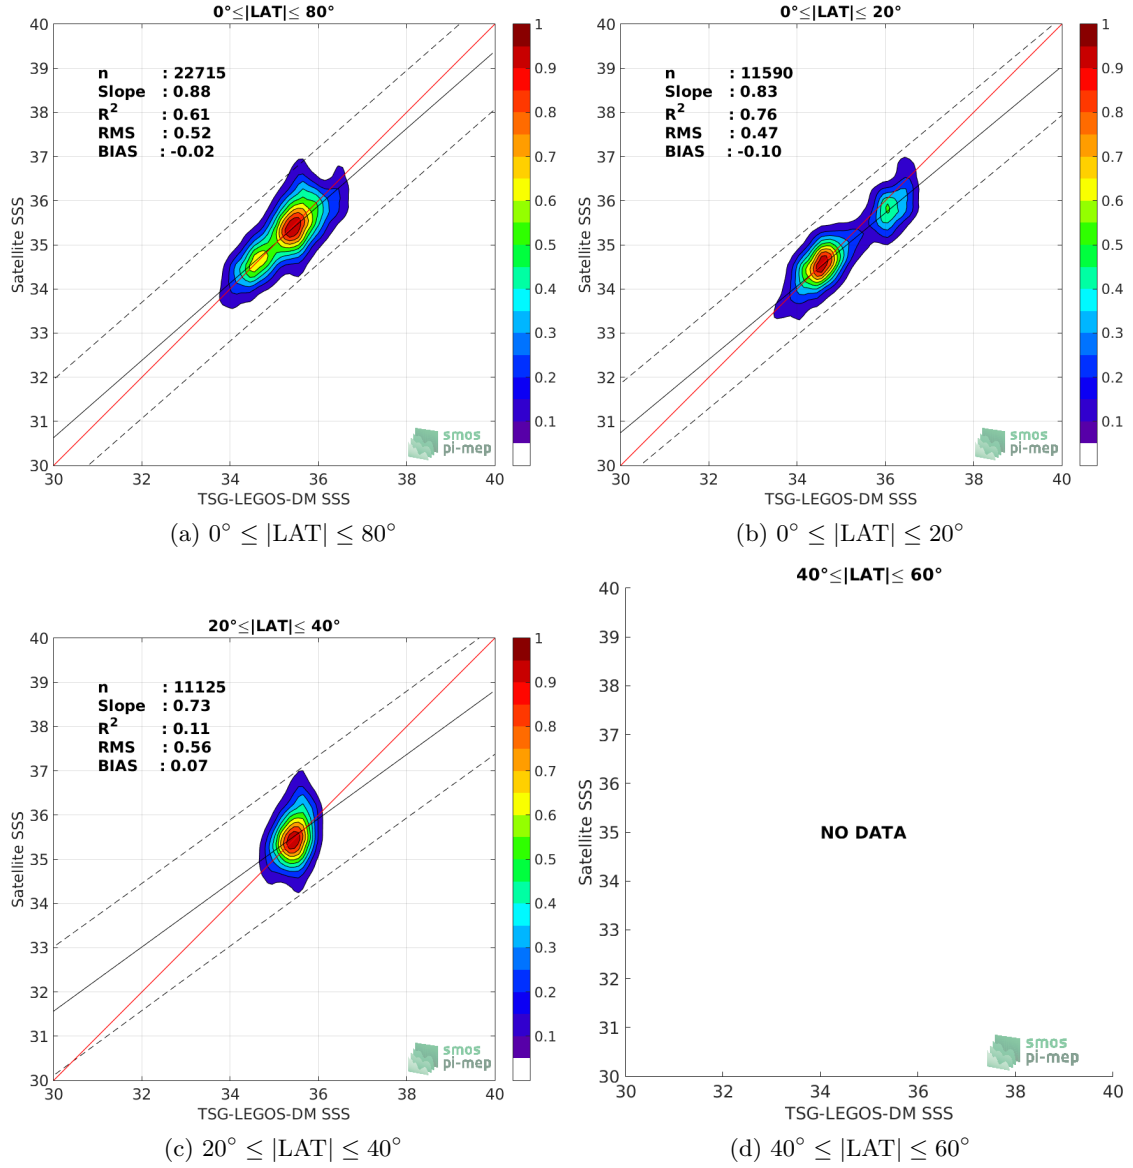 0°≤|LAT|≤ 80°
n : 22715
Slope : 0.88
R2 : 0.61
RMS : 0.52
BIAS : -0.02
40
39
38
37
36
35
34
33
32
31
30
Satellite SSS
30 32 34 36 38 40
TSG-LEGOS-DM SSS
1
0.9
0.8
0.7
0.6
0.5
0.4
0.3
0.2
0.1
smos
pi-mep
(a) 0° ≤ |LAT| ≤ 80°
0°≤|LAT|≤ 20°
n : 11590
Slope : 0.83
R2 : 0.76
RMS : 0.47
BIAS : -0.10
40
39
38
37
36
35
34
33
32
31
30
Satellite SSS
30 32 34 36 38 40
TSG-LEGOS-DM SSS
1
0.9
0.8
0.7
0.6
0.5
0.4
0.3
0.2
0.1
smos
pi-mep
(b) 0° ≤ |LAT| ≤ 20°
20°≤|LAT|≤ 40°
n : 11125
Slope : 0.73
R2 : 0.11
RMS : 0.56
BIAS : 0.07
40
39
38
37
36
35
34
33
32
31
30
Satellite SSS
30 32 34 36 38 40
TSG-LEGOS-DM SSS
1
0.9
0.8
0.7
0.6
0.5
0.4
0.3
0.2
0.1
smos
pi-mep
(c) 20° ≤ |LAT| ≤ 40°
40°≤|LAT|≤ 60°
40
39
38
37
36
35
34
33
32
31
30
Satellite SSS
NO DATA
30 32 34 36 38 40
TSG-LEGOS-DM SSS
smos
pi-mep
(d) 40° ≤ |LAT| ≤ 60°